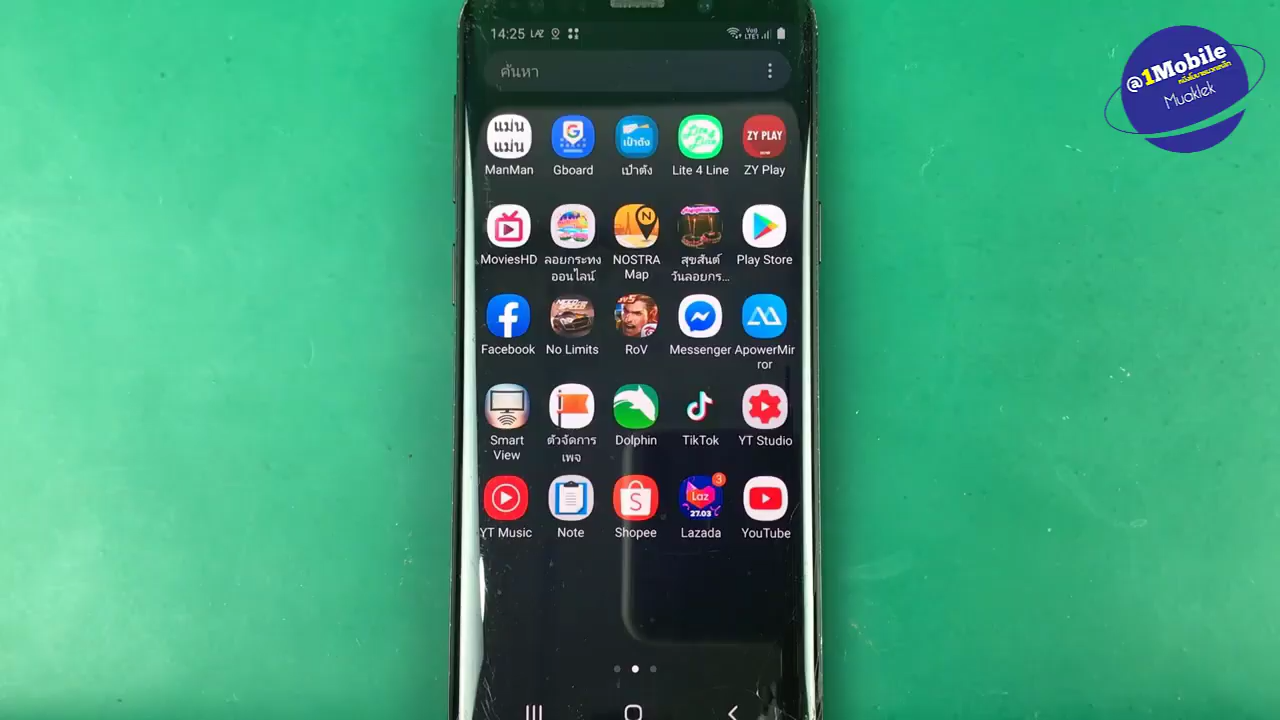 14:25 LAZ
Vo)) LTE1
ค้นหา
@1Mobile
Muaklek
แม่น
แม่น
ZY PLAY
เป๋าตัง
ManMan Gboard เป๋าตัง Lite 4 Line ZY Play
MoviesHD ลอยกระทง NOSTRA สุขสันต์ Play Store
ออนไลน์ Map วันลอยกร...
Facebook No Limits RoV Messenger ApowerMir
ror
Smart ตัวจัดการ Dolphin TikTok YT Studio
View เพจ
3
Laz
27.03
YT Music Note Shopee Lazada YouTube